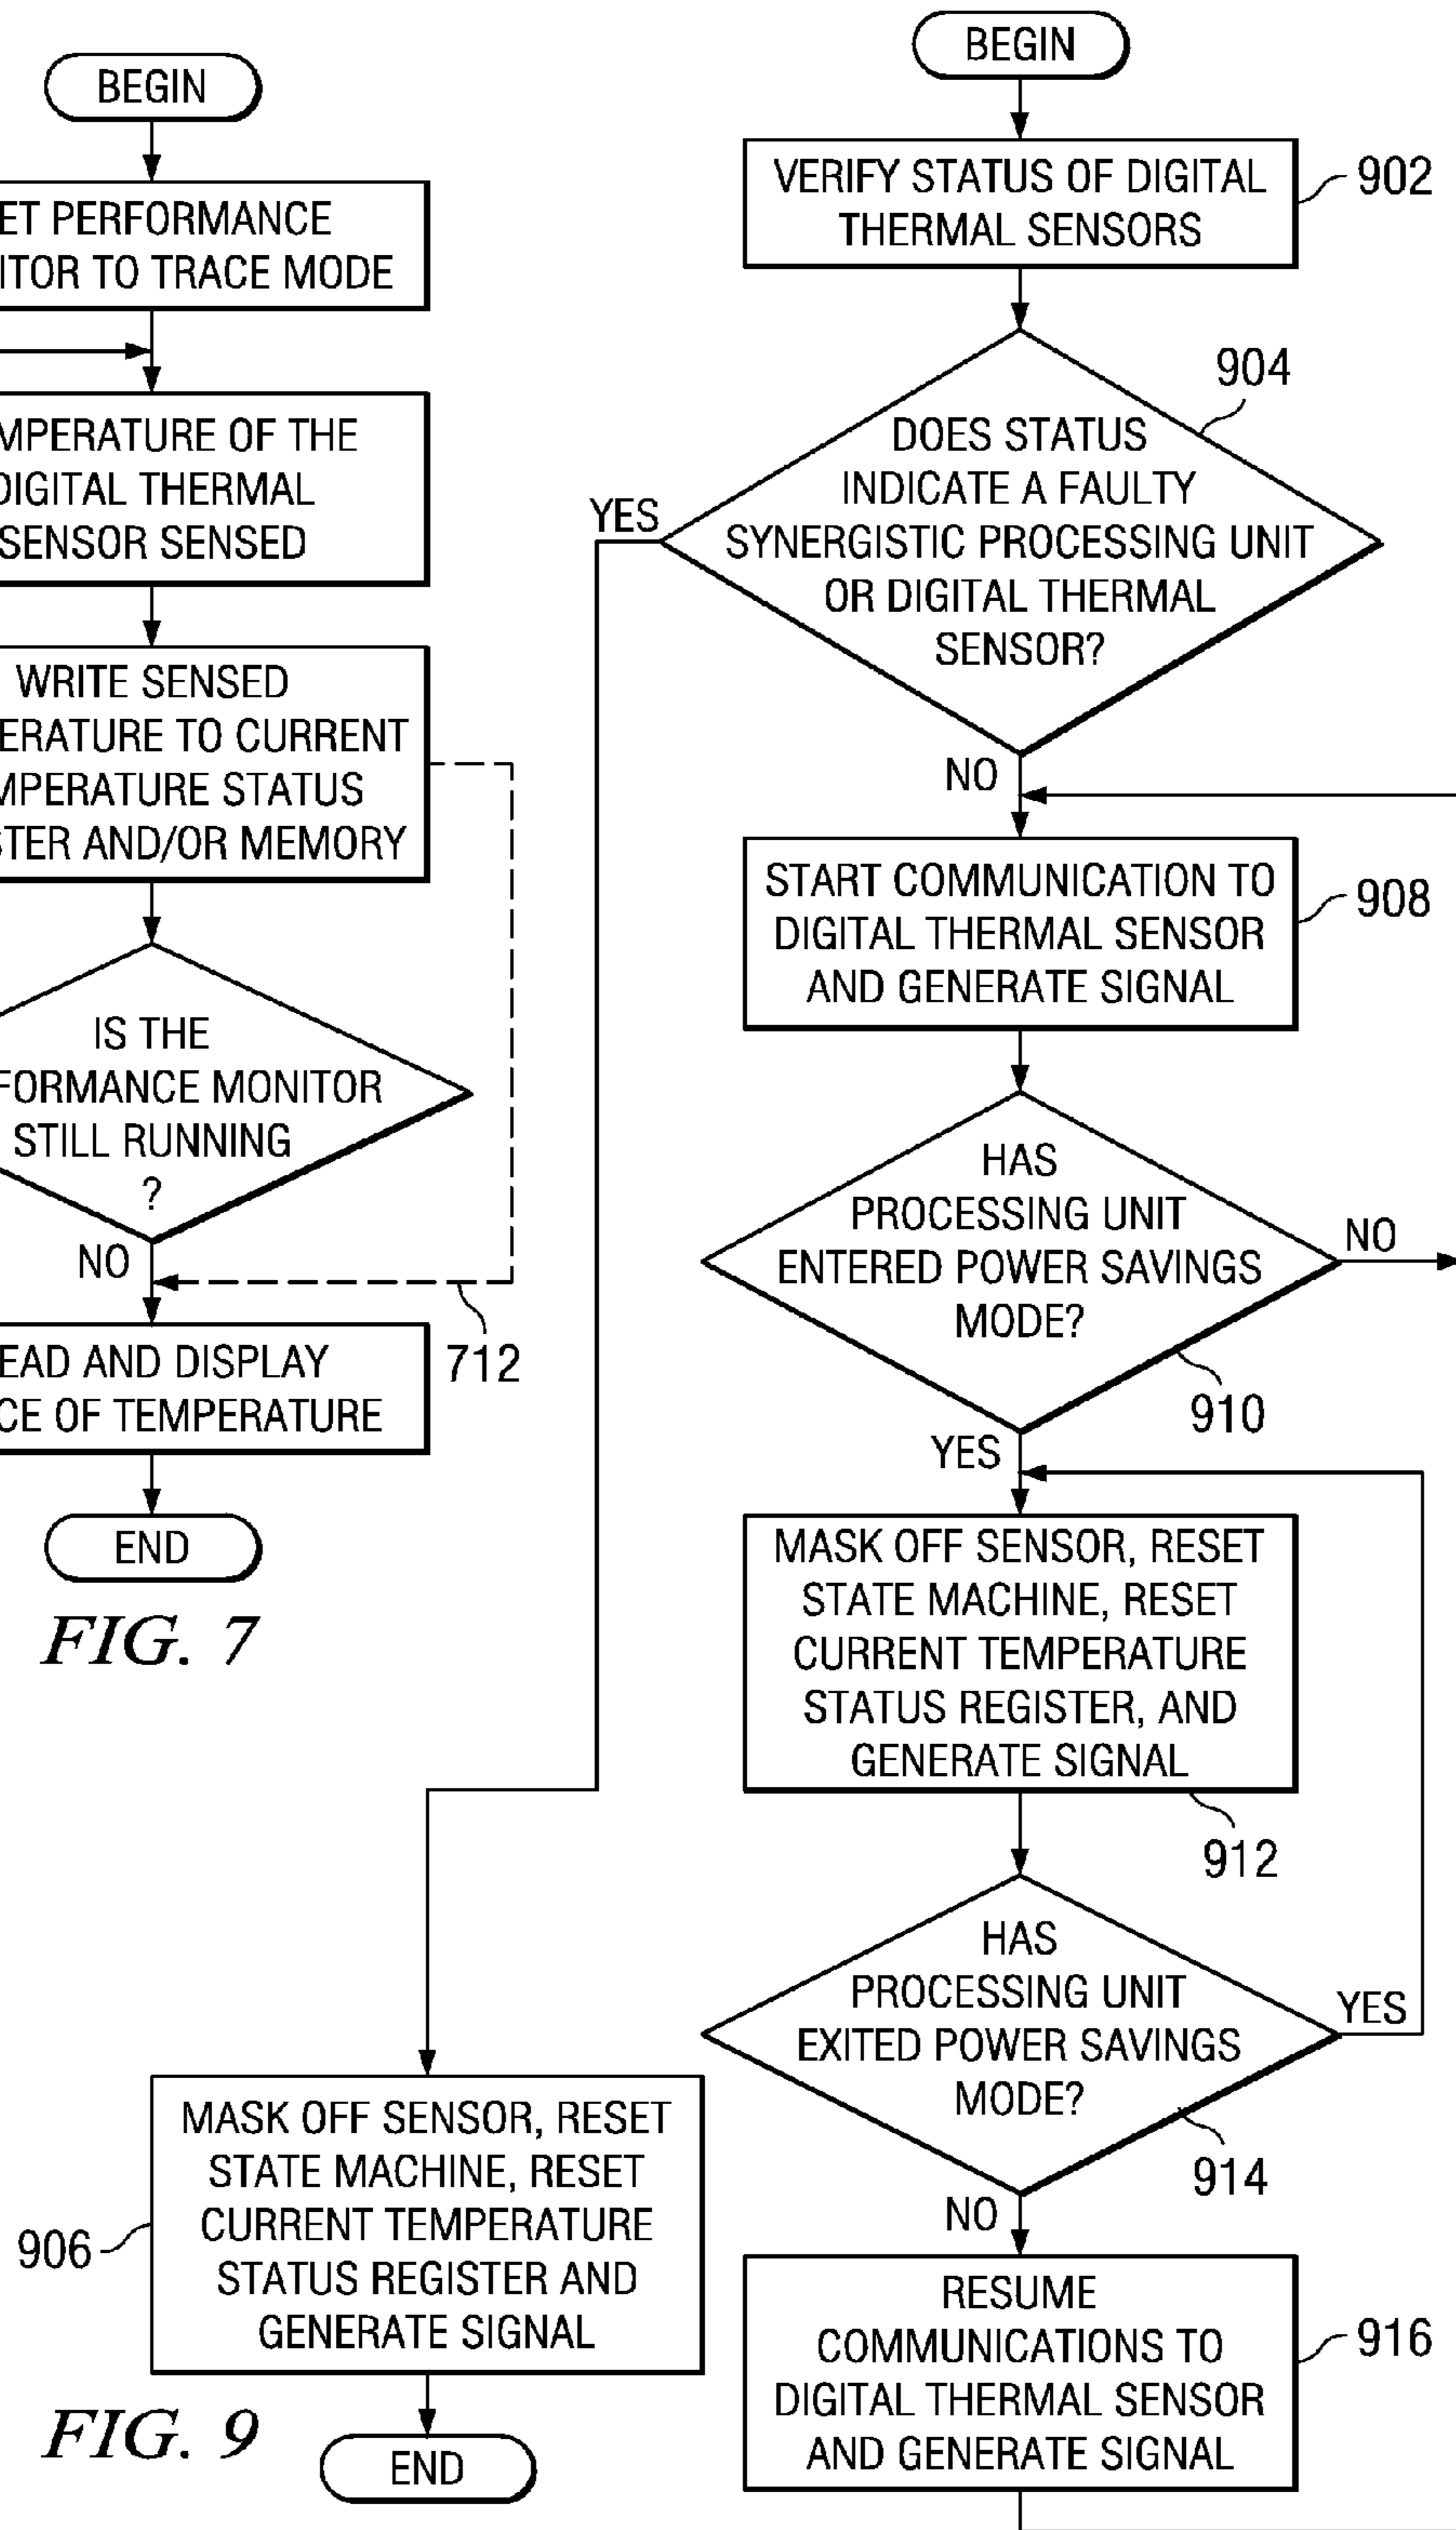 BEGIN
ET PERFORMANCE
ITOR TO TRACE MODE
MPERATURE OF THE
DIGITAL THERMAL
SENSOR SENSED
WRITE SENSED
ERATURE TO CURRENT
MPERATURE STATUS
STER AND/OR MEMORY
IS THE
FORMANCE MONITOR
STILL RUNNING
?
NO
712
EAD AND DISPLAY
CE OF TEMPERATURE
END
FIG. 7
BEGIN
VERIFY STATUS OF DIGITAL
THERMAL SENSORS
902
904
DOES STATUS
INDICATE A FAULTY
SYNERGISTIC PROCESSING UNIT
OR DIGITAL THERMAL
SENSOR?
YES
NO
START COMMUNICATION TO
DIGITAL THERMAL SENSOR
AND GENERATE SIGNAL
908
HAS
PROCESSING UNIT
ENTERED POWER SAVINGS
MODE?
NO
910
YES
MASK OFF SENSOR, RESET
STATE MACHINE, RESET
CURRENT TEMPERATURE
STATUS REGISTER, AND
GENERATE SIGNAL
912
HAS
PROCESSING UNIT
EXITED POWER SAVINGS
MODE?
YES
914
NO
RESUME
COMMUNICATIONS TO
DIGITAL THERMAL SENSOR
AND GENERATE SIGNAL
916
MASK OFF SENSOR, RESET
STATE MACHINE, RESET
CURRENT TEMPERATURE
STATUS REGISTER AND
GENERATE SIGNAL
906
END
FIG. 9